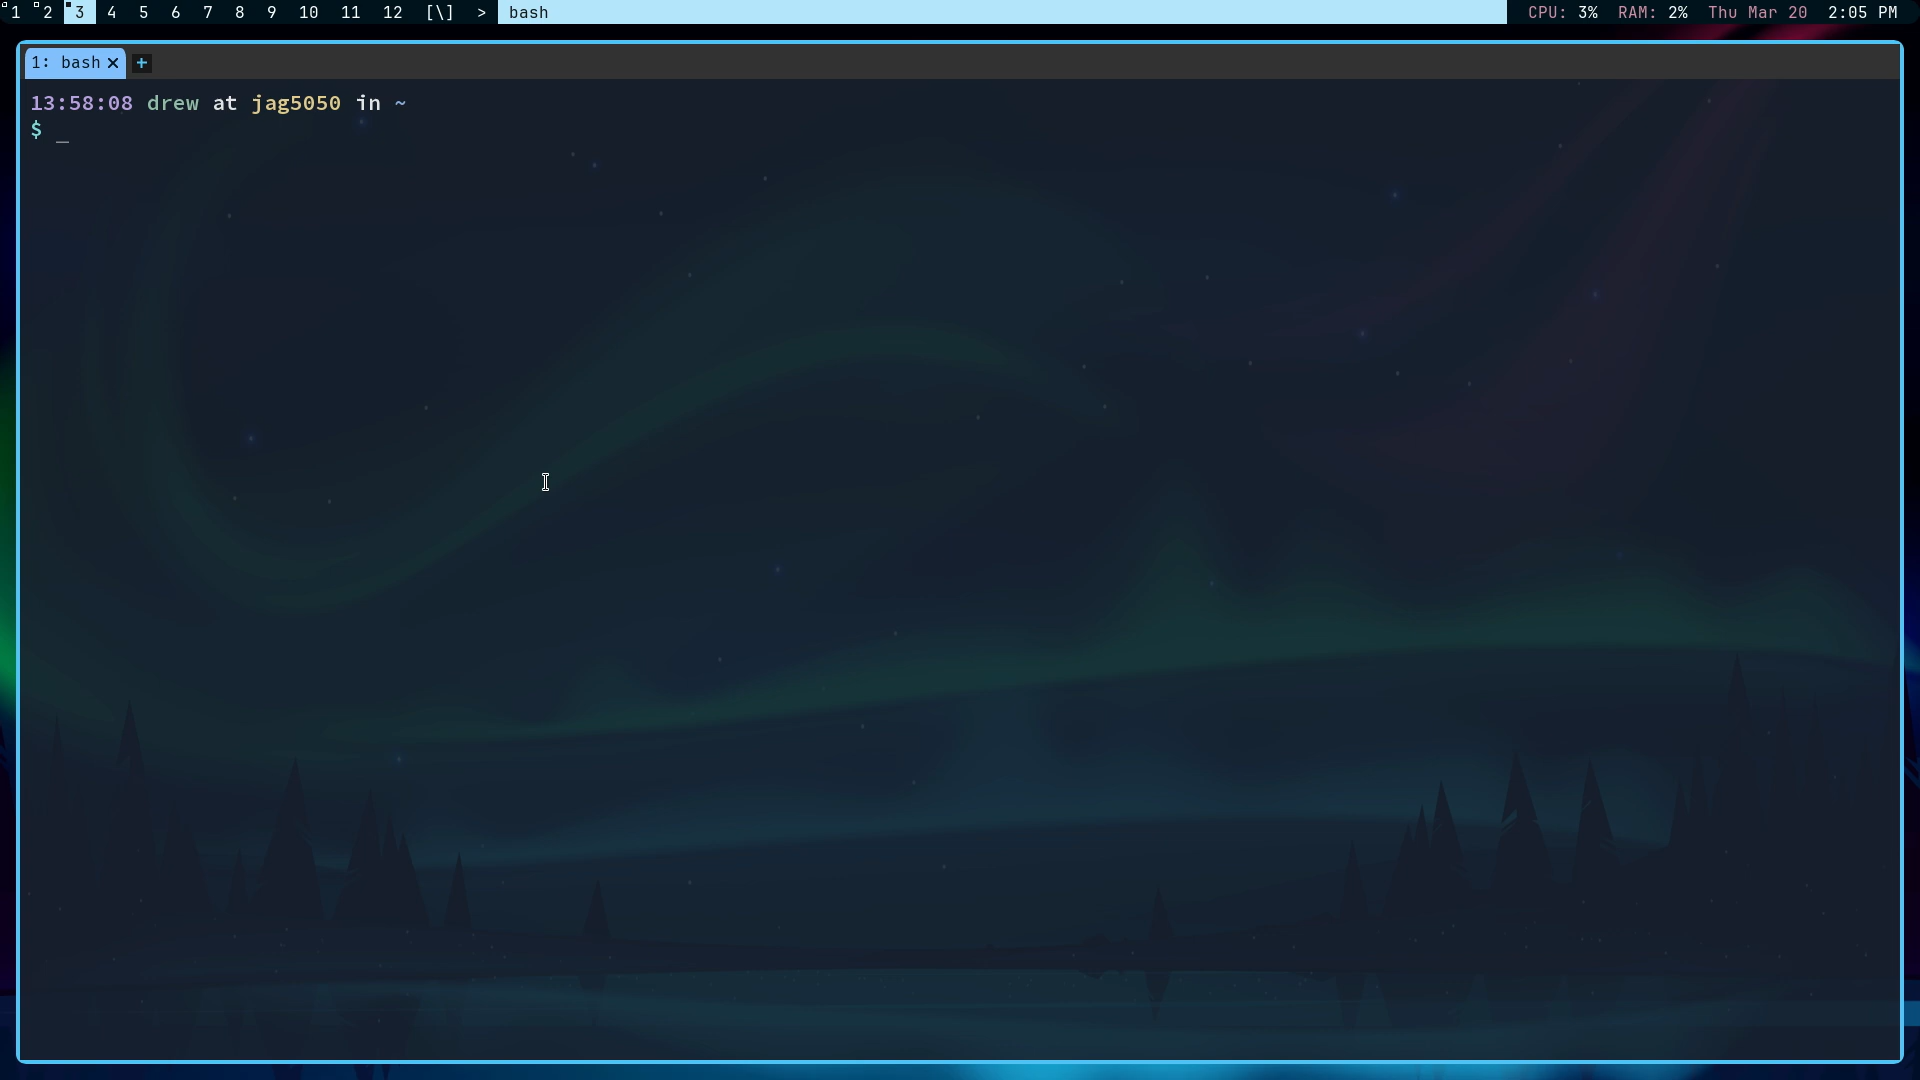 1 2 3 4 5 6 7 8 9 10 11 12 [\] > bash CPU: 3% RAM: 2% Thu Mar 20 2:05 PM
1: bash × +
13:58:08 drew at jag5050 in ~
$ _